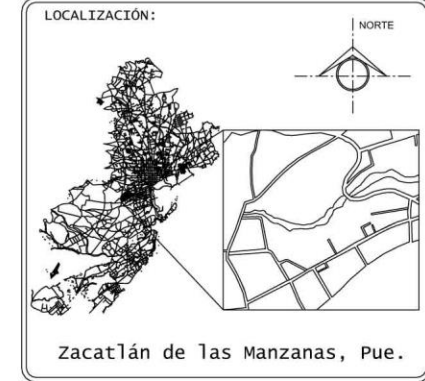 LOCALIZACIÓN:
NORTE
Zacatlán de las Manzanas, Pue.